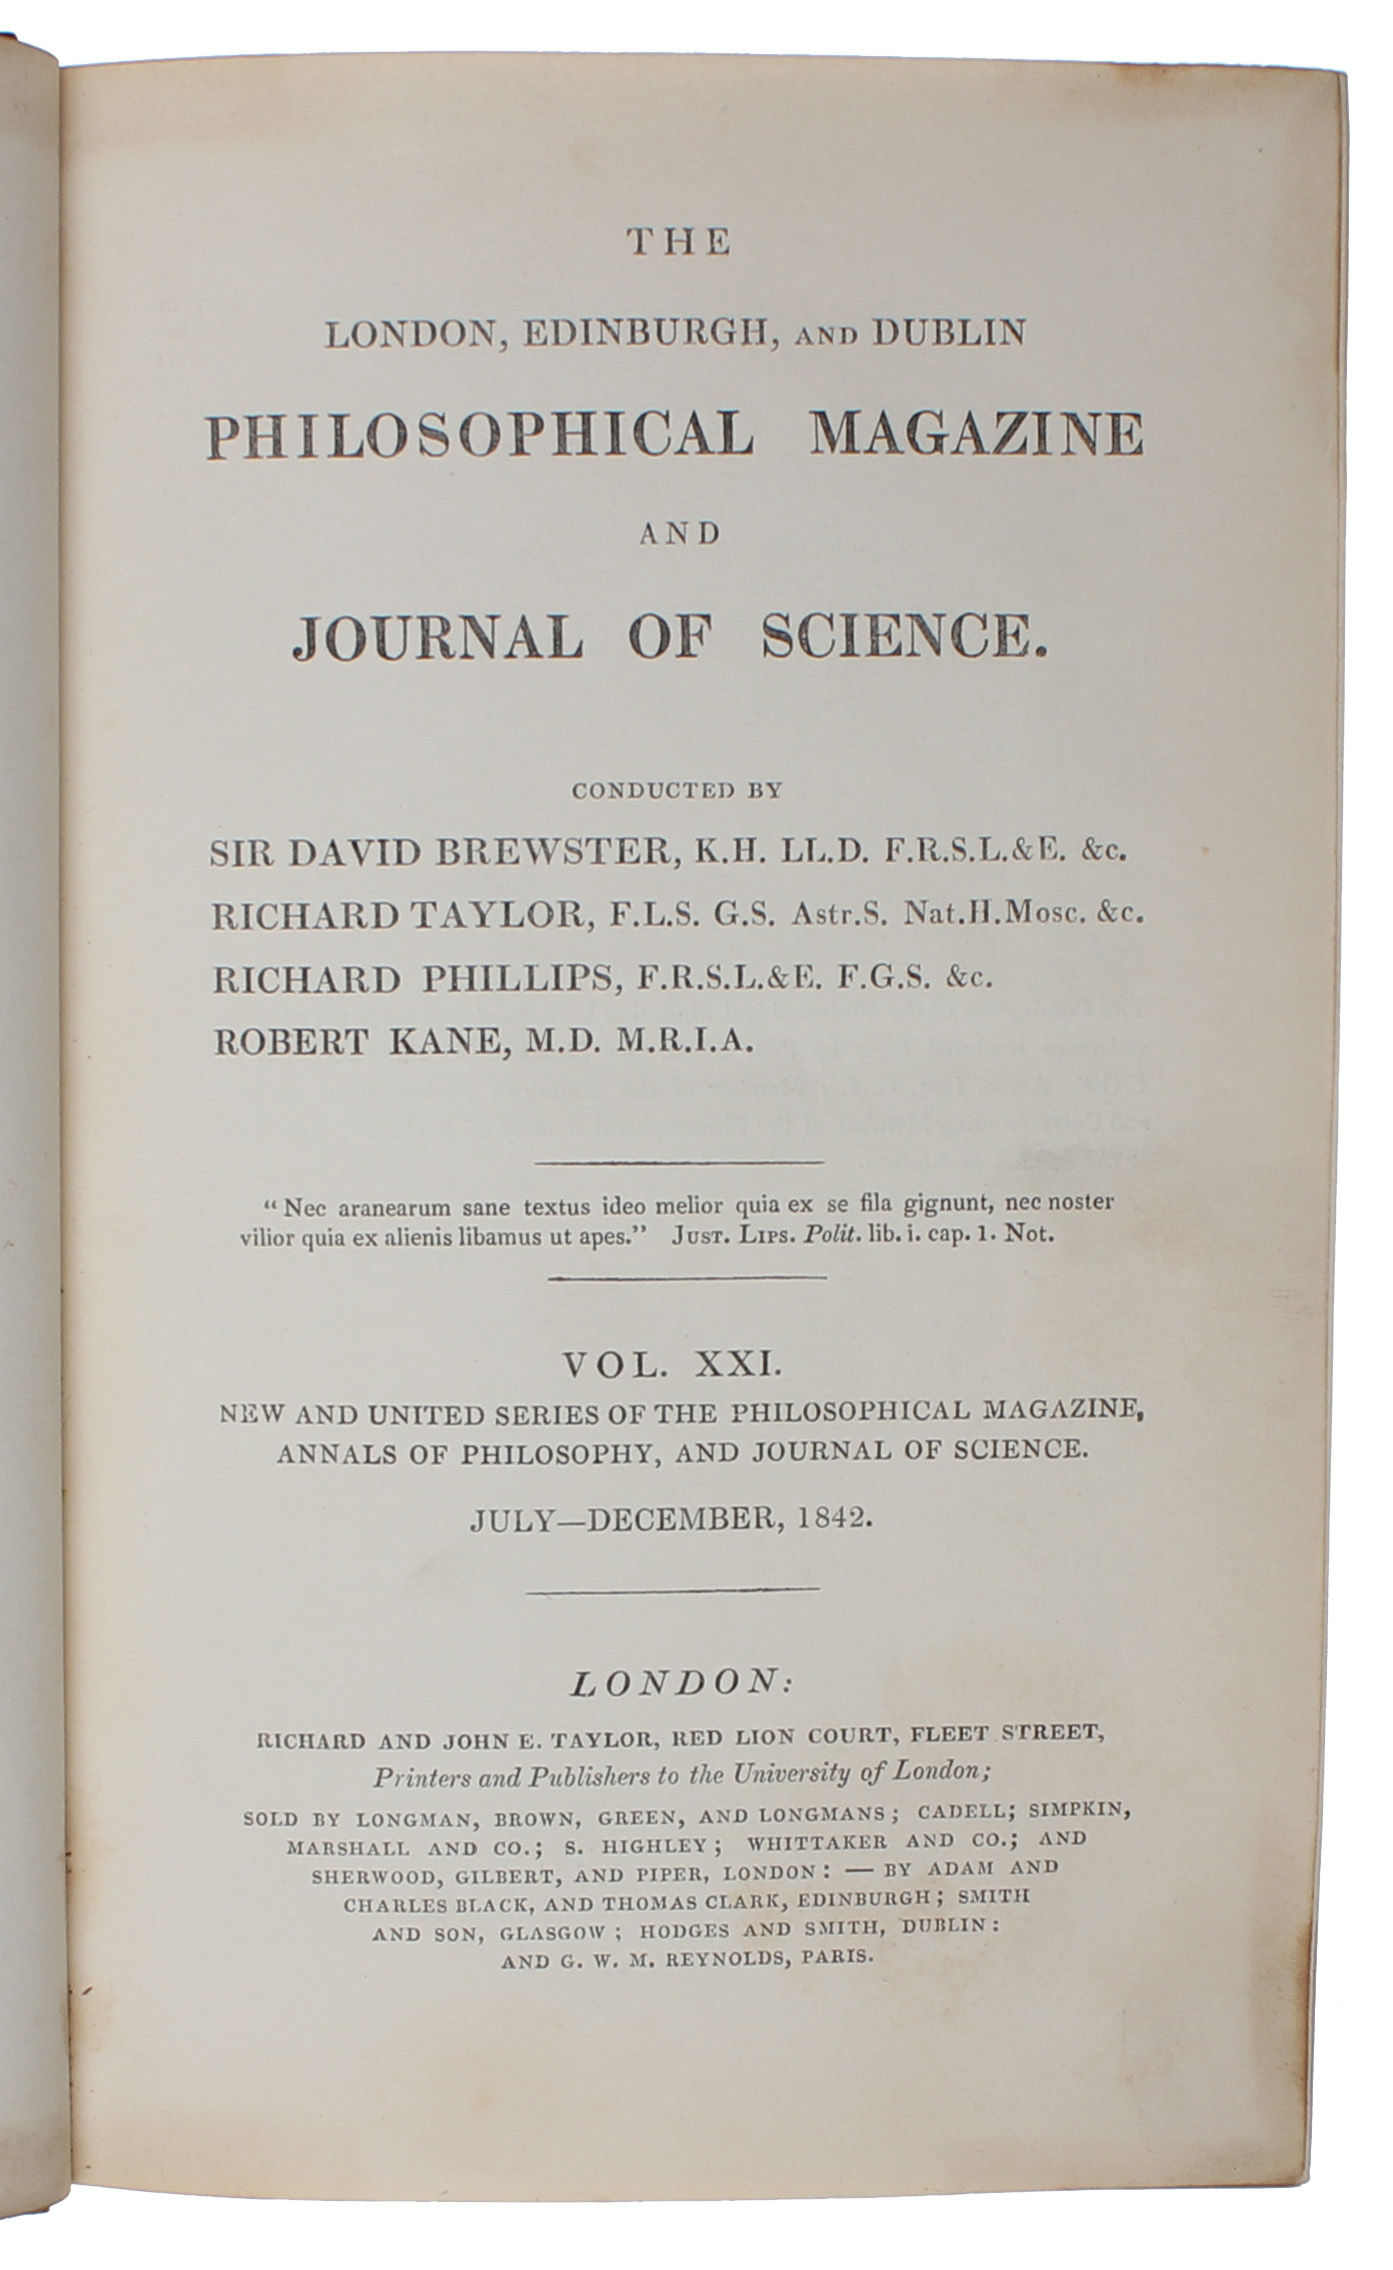 THE
LONDON, EDINBURGH, AND DUBLIN
PHILOSOPHICAL MAGAZINE
AND
JOURNAL OF SCIENCE.
CONDUCTED BY
SIR DAVID BREWSTER, K.H. LL.D. F.R.S.L.&E. &c.
RICHARD TAYLOR, F.L.S. G.S. Astr.S. Nat.H.Mosc. &c.
RICHARD PHILLIPS, F.R.S.L.&E. F.G.S. &c.
ROBERT KANE, M.D. M.R.I.A.
“Nec aranearum sane textus ideo melior quia ex se fila gignunt, nec noster
vilior quia ex alienis libamus ut apes.” JUST. LIPS. Polit. lib. i. cap. 1. Not.
VOL. XXI.
NEW AND UNITED SERIES OF THE PHILOSOPHICAL MAGAZINE,
ANNALS OF PHILOSOPHY, AND JOURNAL OF SCIENCE.
JULY—DECEMBER, 1842.
LONDON:
RICHARD AND JOHN E. TAYLOR, RED LION COURT, FLEET STREET,
Printers and Publishers to the University of London;
SOLD BY LONGMAN, BROWN, GREEN, AND LONGMANS; CADELL; SIMPKIN,
MARSHALL AND CO.; S. HIGHLEY; WHITTAKER AND CO.; AND
SHERWOOD, GILBERT, AND PIPER, LONDON: — BY ADAM AND
CHARLES BLACK, AND THOMAS CLARK, EDINBURGH; SMITH
AND SON, GLASGOW; HODGES AND SMITH, DUBLIN:
AND G. W. M. REYNOLDS, PARIS.